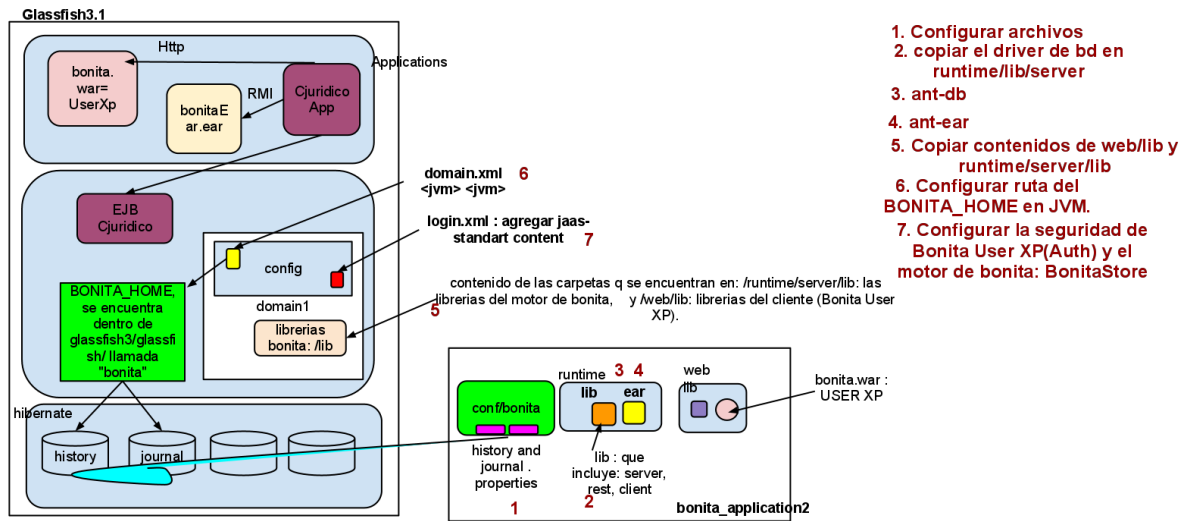 Glassfish3.1
Http
bonita.
war=
UserXp
RMI
bonitaE
ar.ear
Cjuridico
App
Applications
EJB
Cjuridico
BONITA_HOME,
se encuentra
dentro de
glassfish3/glassfi
sh/ llamada
"bonita"
config
domain1
librerias
bonita: /lib
hibernate
history
journal
domain.xml
<jvm> <jvm>
6
login.xml : agregar jaas-
standart content
7
contenido de las carpetas q se encuentran en: /runtime/server/lib: las
librerias del motor de bonita, y /web/lib: librerias del cliente (Bonita User
XP).
5
runtime
3 4
lib
ear
web
lib
conf/bonita
history and
journal .
properties
1
lib : que
incluye: server,
rest, client
2
bonita_application2
bonita.war :
USER XP
1. Configurar archivos
2. copiar el driver de bd en
runtime/lib/server
3. ant-db
4. ant-ear
5. Copiar contenidos de web/lib y
runtime/server/lib
6. Configurar ruta del
BONITA_HOME en JVM.
7. Configurar la seguridad de
Bonita User XP(Auth) y el
motor de bonita: BonitaStore